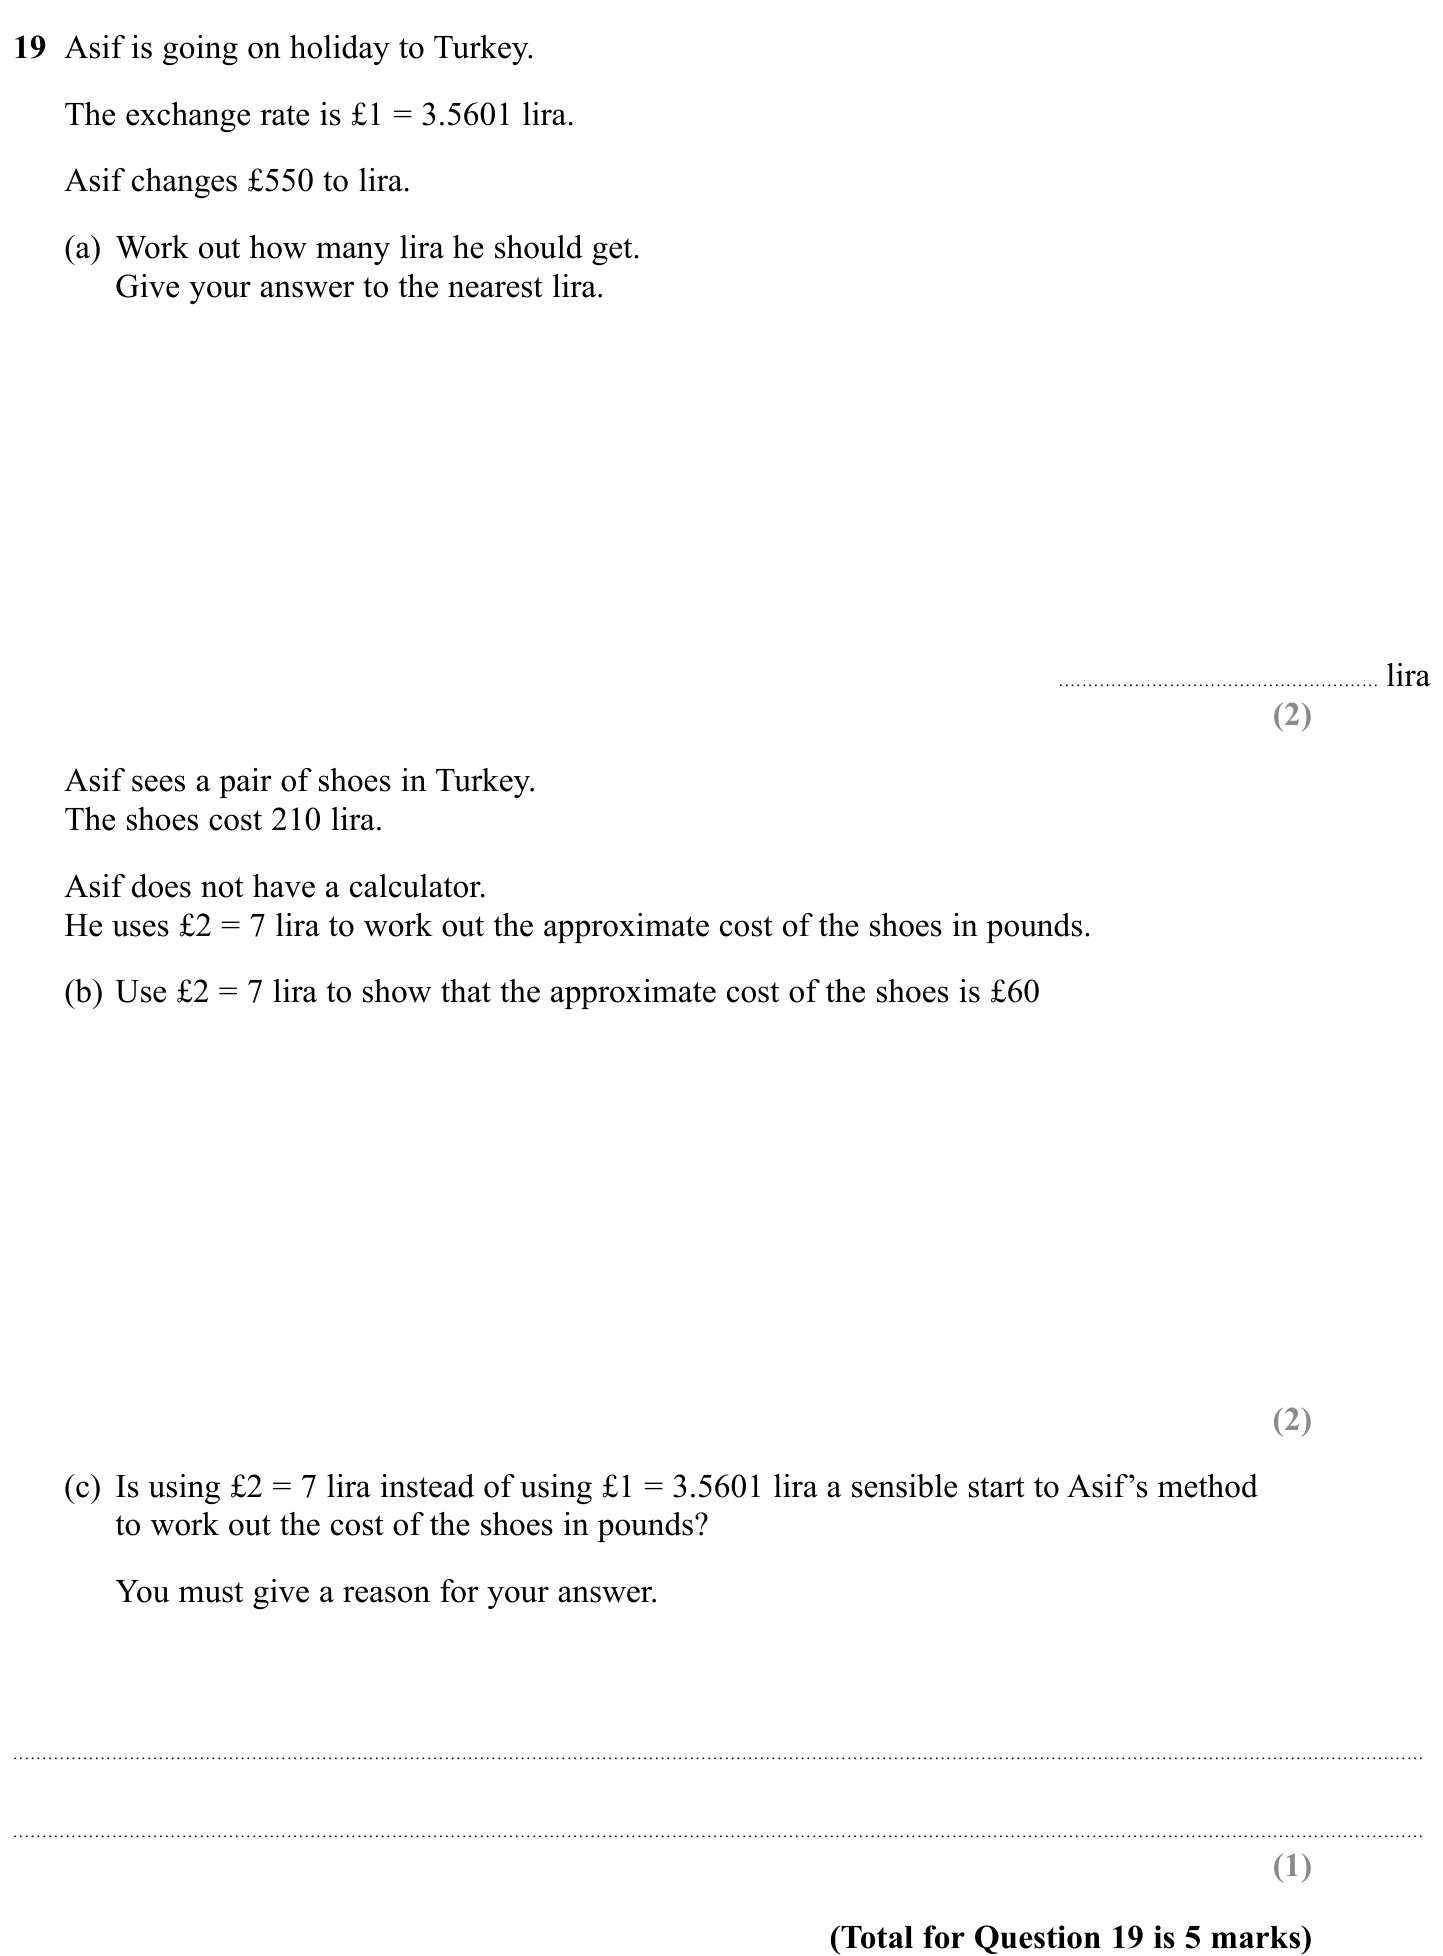 19 Asif is going on holiday to Turkey.
The exchange rate is £1 = 3.5601 lira.
Asif changes £550 to lira.
(a) Work out how many lira he should get.
Give your answer to the nearest lira.
lira
(2)
Asif sees a pair of shoes in Turkey.
The shoes cost 210 lira.
Asif does not have a calculator.
He uses £2 = 7 lira to work out the approximate cost of the shoes in pounds.
(b) Use £2 = 7 lira to show that the approximate cost of the shoes is £60
(2)
(c) Is using £2 = 7 lira instead of using £1 = 3.5601 lira a sensible start to Asif’s method
to work out the cost of the shoes in pounds?
You must give a reason for your answer.
(1)
(Total for Question 19 is 5 marks)